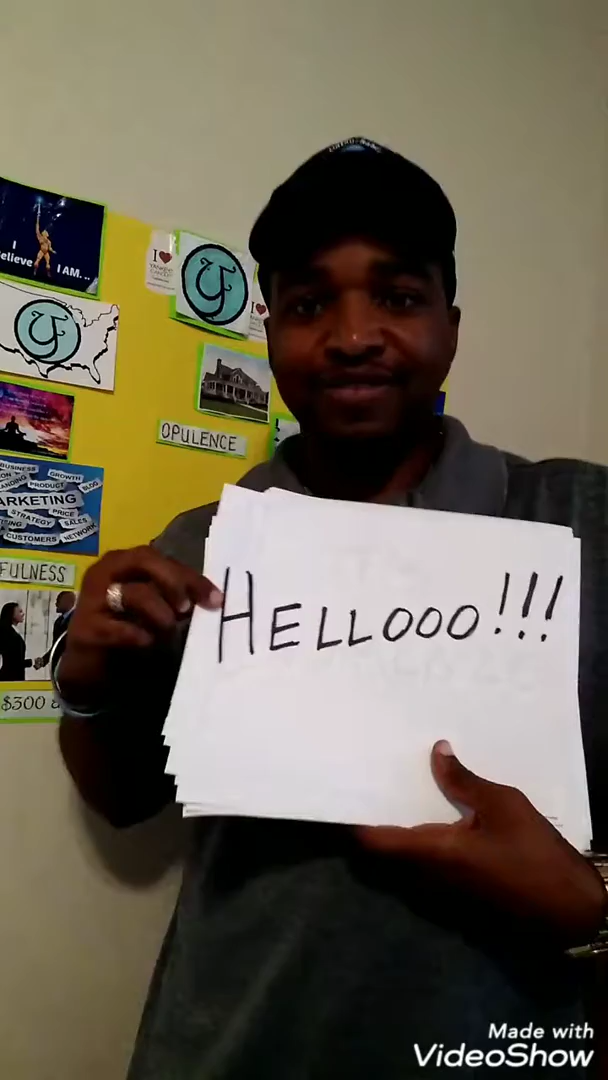 I
Believe
I AM...
I ❤
OPULENCE
BUSINESS
GROWTH
BLOG
PRODUCT
MARKETING
PRICE
STRATEGY
SALES
CUSTOMERS
NETWORK
FULNESS
$300
HELLOOO!!!
Made with
VideoShow